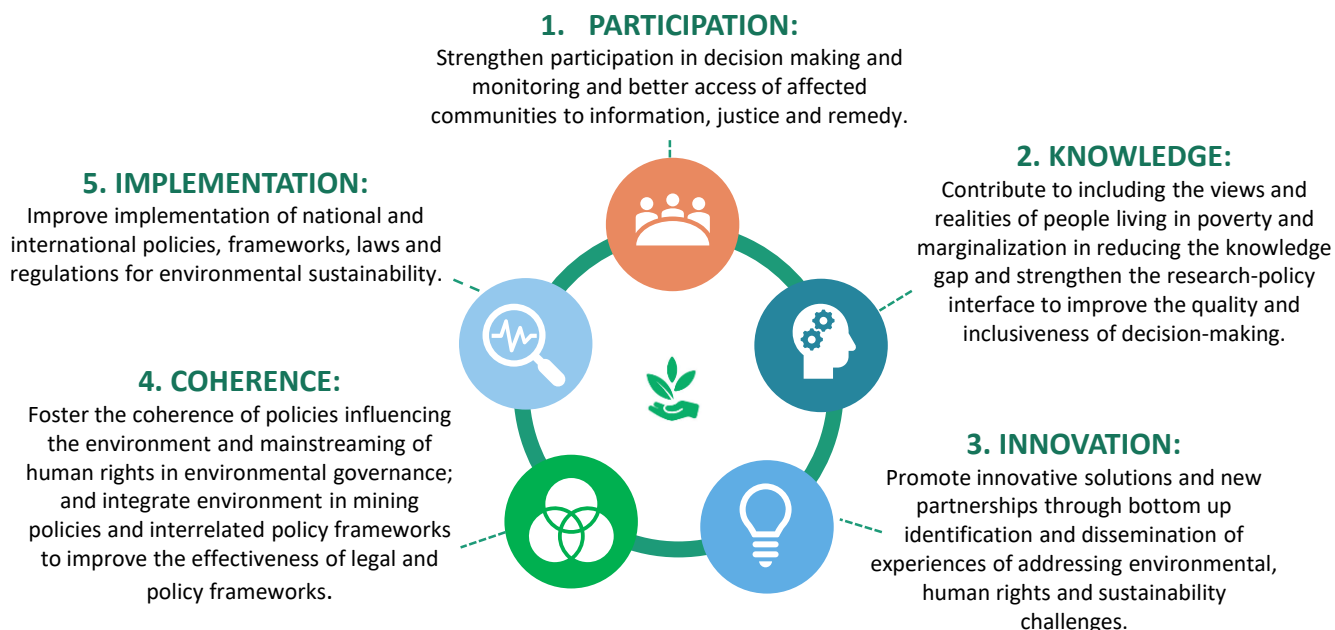 1. PARTICIPATION:
Strengthen participation in decision making and
monitoring and better access of affected
communities to information, justice and remedy.
2. KNOWLEDGE:
Contribute to including the views and
realities of people living in poverty and
marginalization in reducing the knowledge
gap and strengthen the research-policy
interface to improve the quality and
inclusiveness of decision-making.
3. INNOVATION:
Promote innovative solutions and new
partnerships through bottom up
identification and dissemination of
experiences of addressing environmental,
human rights and sustainability
challenges.
4. COHERENCE:
Foster the coherence of policies influencing
the environment and mainstreaming of
human rights in environmental governance;
and integrate environment in mining
policies and interrelated policy frameworks
to improve the effectiveness of legal and
policy frameworks.
5. IMPLEMENTATION:
Improve implementation of national and
international policies, frameworks, laws and
regulations for environmental sustainability.